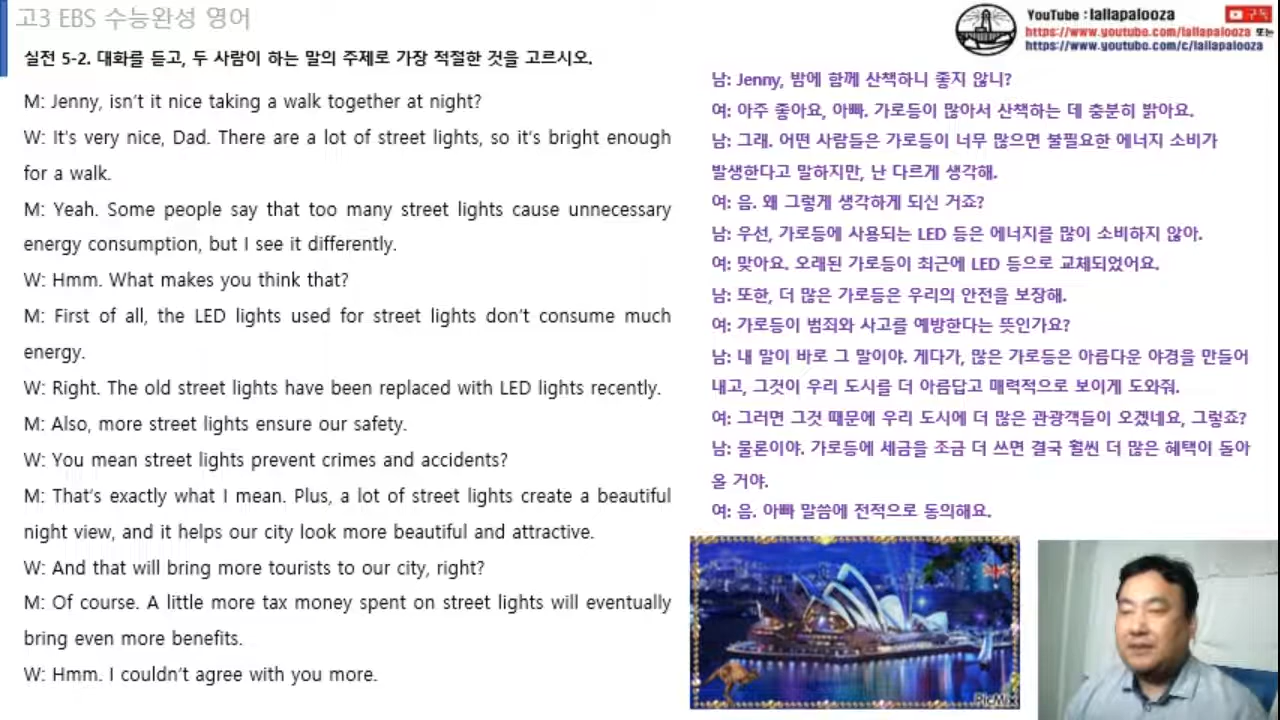 고3 EBS 수능완성 영어
YouTube : lallapalooza
구독
https://www.youtube.com/lallapalooza 또는
https://www.youtube.com/c/lallapalooza
실전 5-2. 대화를 듣고, 두 사람이 하는 말의 주제로 가장 적절한 것을 고르시오.
M: Jenny, isn't it nice taking a walk together at night?
W: It's very nice, Dad. There are a lot of street lights, so it's bright enough
for a walk.
M: Yeah. Some people say that too many street lights cause unnecessary
energy consumption, but I see it differently.
W: Hmm. What makes you think that?
M: First of all, the LED lights used for street lights don't consume much
energy.
W: Right. The old street lights have been replaced with LED lights recently.
M: Also, more street lights ensure our safety.
W: You mean street lights prevent crimes and accidents?
M: That's exactly what I mean. Plus, a lot of street lights create a beautiful
night view, and it helps our city look more beautiful and attractive.
W: And that will bring more tourists to our city, right?
M: Of course. A little more tax money spent on street lights will eventually
bring even more benefits.
W: Hmm. I couldn't agree with you more.
남: Jenny, 밤에 함께 산책하니 좋지 않니?
여: 아주 좋아요, 아빠. 가로등이 많아서 산책하는 데 충분히 밝아요.
남: 그래. 어떤 사람들은 가로등이 너무 많으면 불필요한 에너지 소비가
발생한다고 말하지만, 난 다르게 생각해.
여: 음. 왜 그렇게 생각하게 되신 거죠?
남: 우선, 가로등에 사용되는 LED 등은 에너지를 많이 소비하지 않아.
여: 맞아요. 오래된 가로등이 최근에 LED 등으로 교체되었어요.
남: 또한, 더 많은 가로등은 우리의 안전을 보장해.
여: 가로등이 범죄와 사고를 예방한다는 뜻인가요?
남: 내 말이 바로 그 말이야. 게다가, 많은 가로등은 아름다운 야경을 만들어
내고, 그것이 우리 도시를 더 아름답고 매력적으로 보이게 도와줘.
여: 그러면 그것 때문에 우리 도시에 더 많은 관광객들이 오겠네요, 그렇죠?
남: 물론이야. 가로등에 세금을 조금 더 쓰면 결국 훨씬 더 많은 혜택이 돌아
올 거야.
여: 음. 아빠 말씀에 전적으로 동의해요.
PicMix